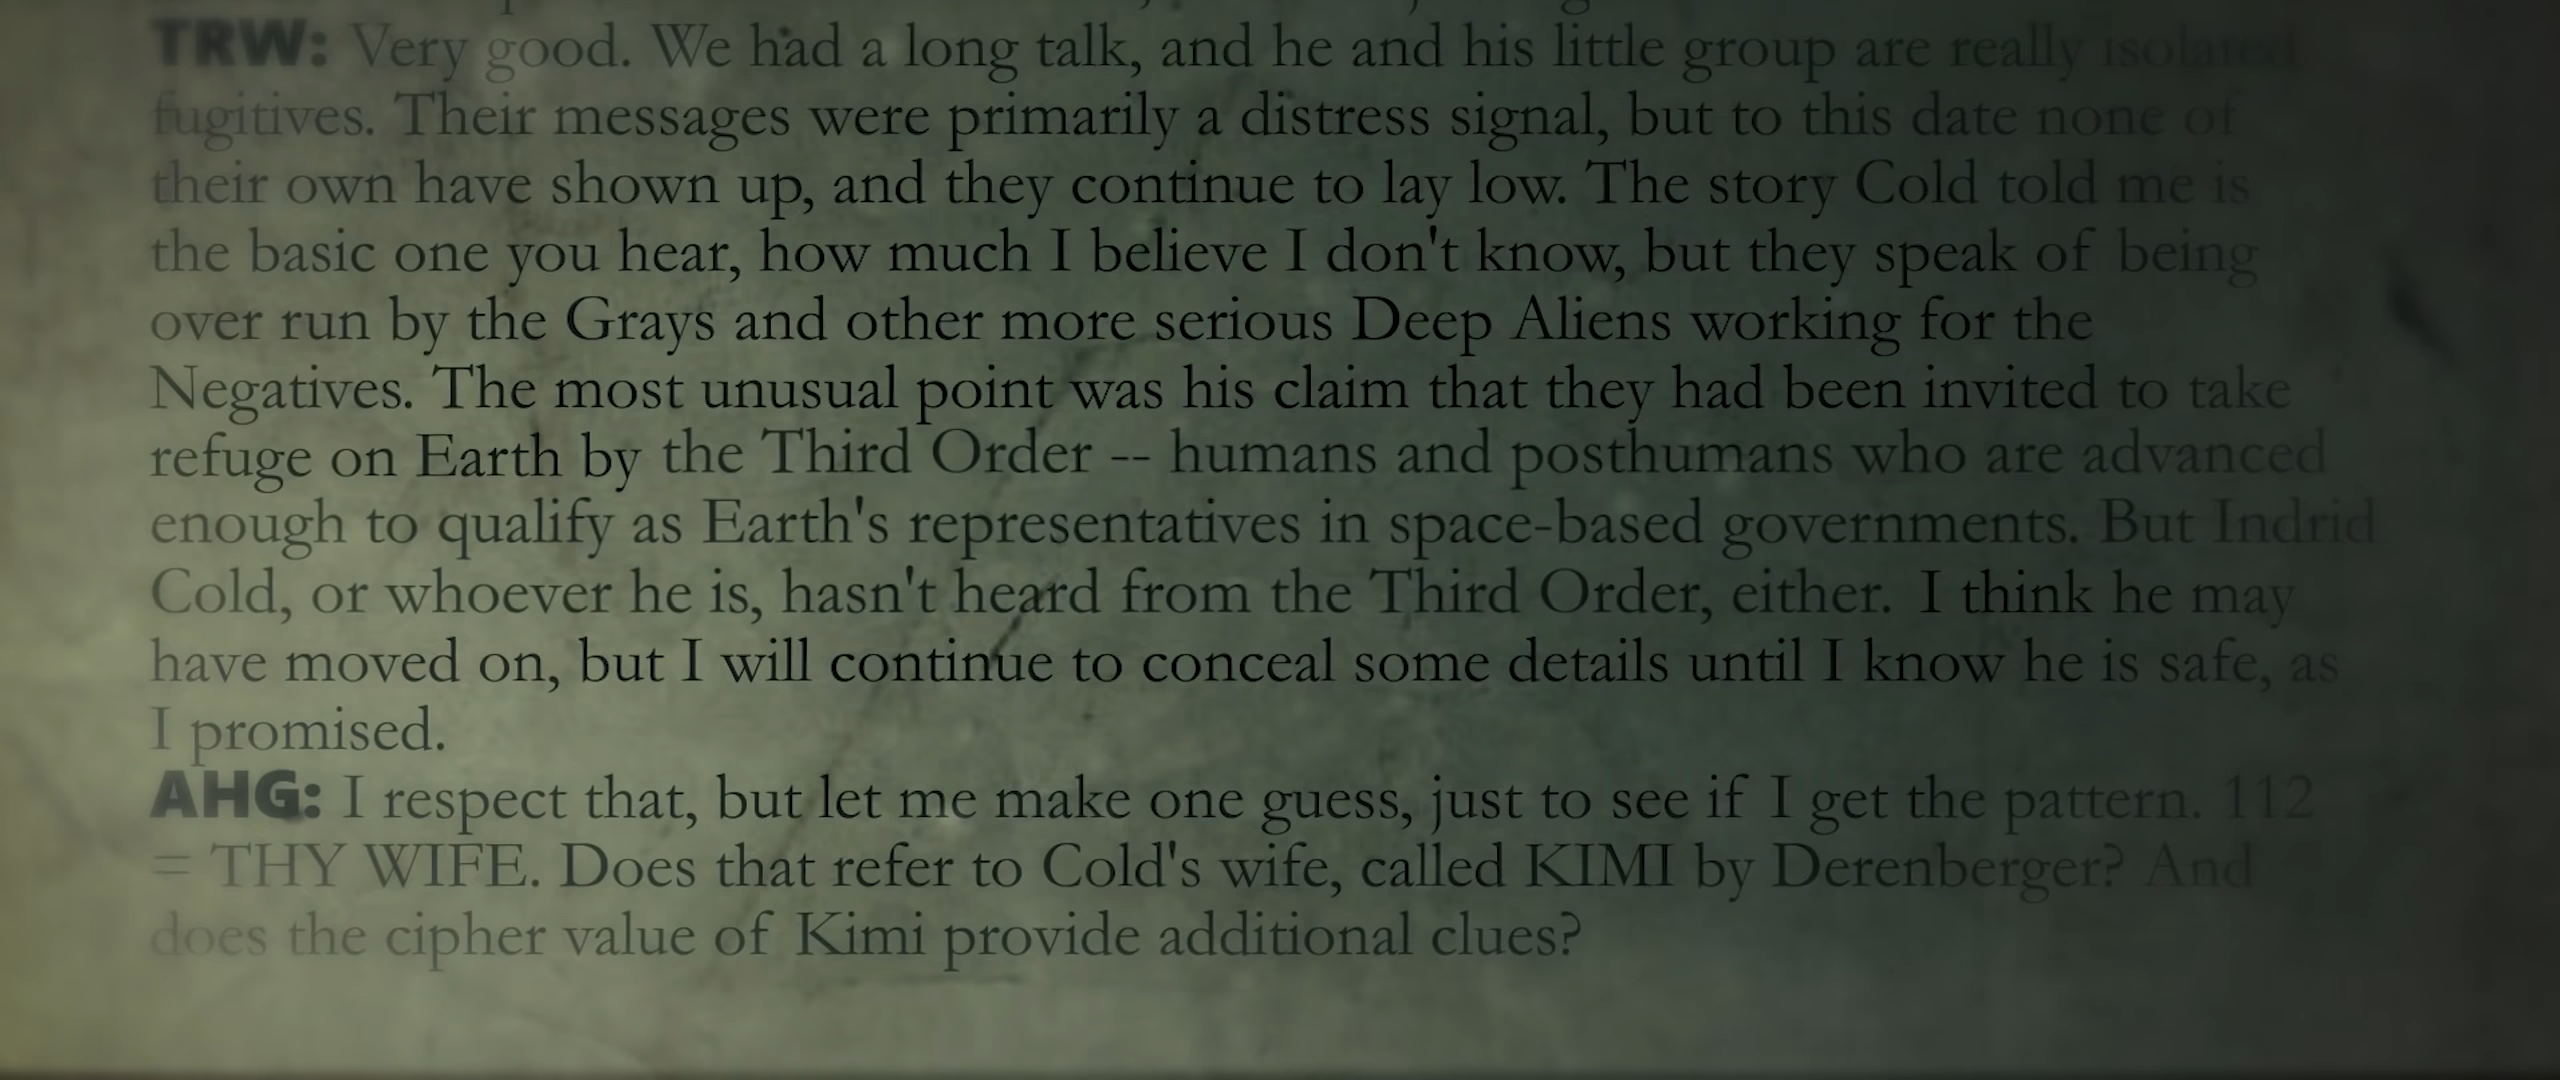 TRW: Very good. We had a long talk, and he and his little group are really isolated
fugitives. Their messages were primarily a distress signal, but to this date none of
their own have shown up, and they continue to lay low. The story Cold told me is
the basic one you hear, how much I believe I don't know, but they speak of being
over run by the Grays and other more serious Deep Aliens working for the
Negatives. The most unusual point was his claim that they had been invited to take
refuge on Earth by the Third Order -- humans and posthumans who are advanced
enough to qualify as Earth's representatives in space-based governments. But Indrid
Cold, or whoever he is, hasn't heard from the Third Order, either. I think he may
have moved on, but I will continue to conceal some details until I know he is safe, as
I promised.
AHG: I respect that, but let me make one guess, just to see if I get the pattern. 112
= THY WIFE. Does that refer to Cold's wife, called KIMI by Derenberger? And
does the cipher value of Kimi provide additional clues?